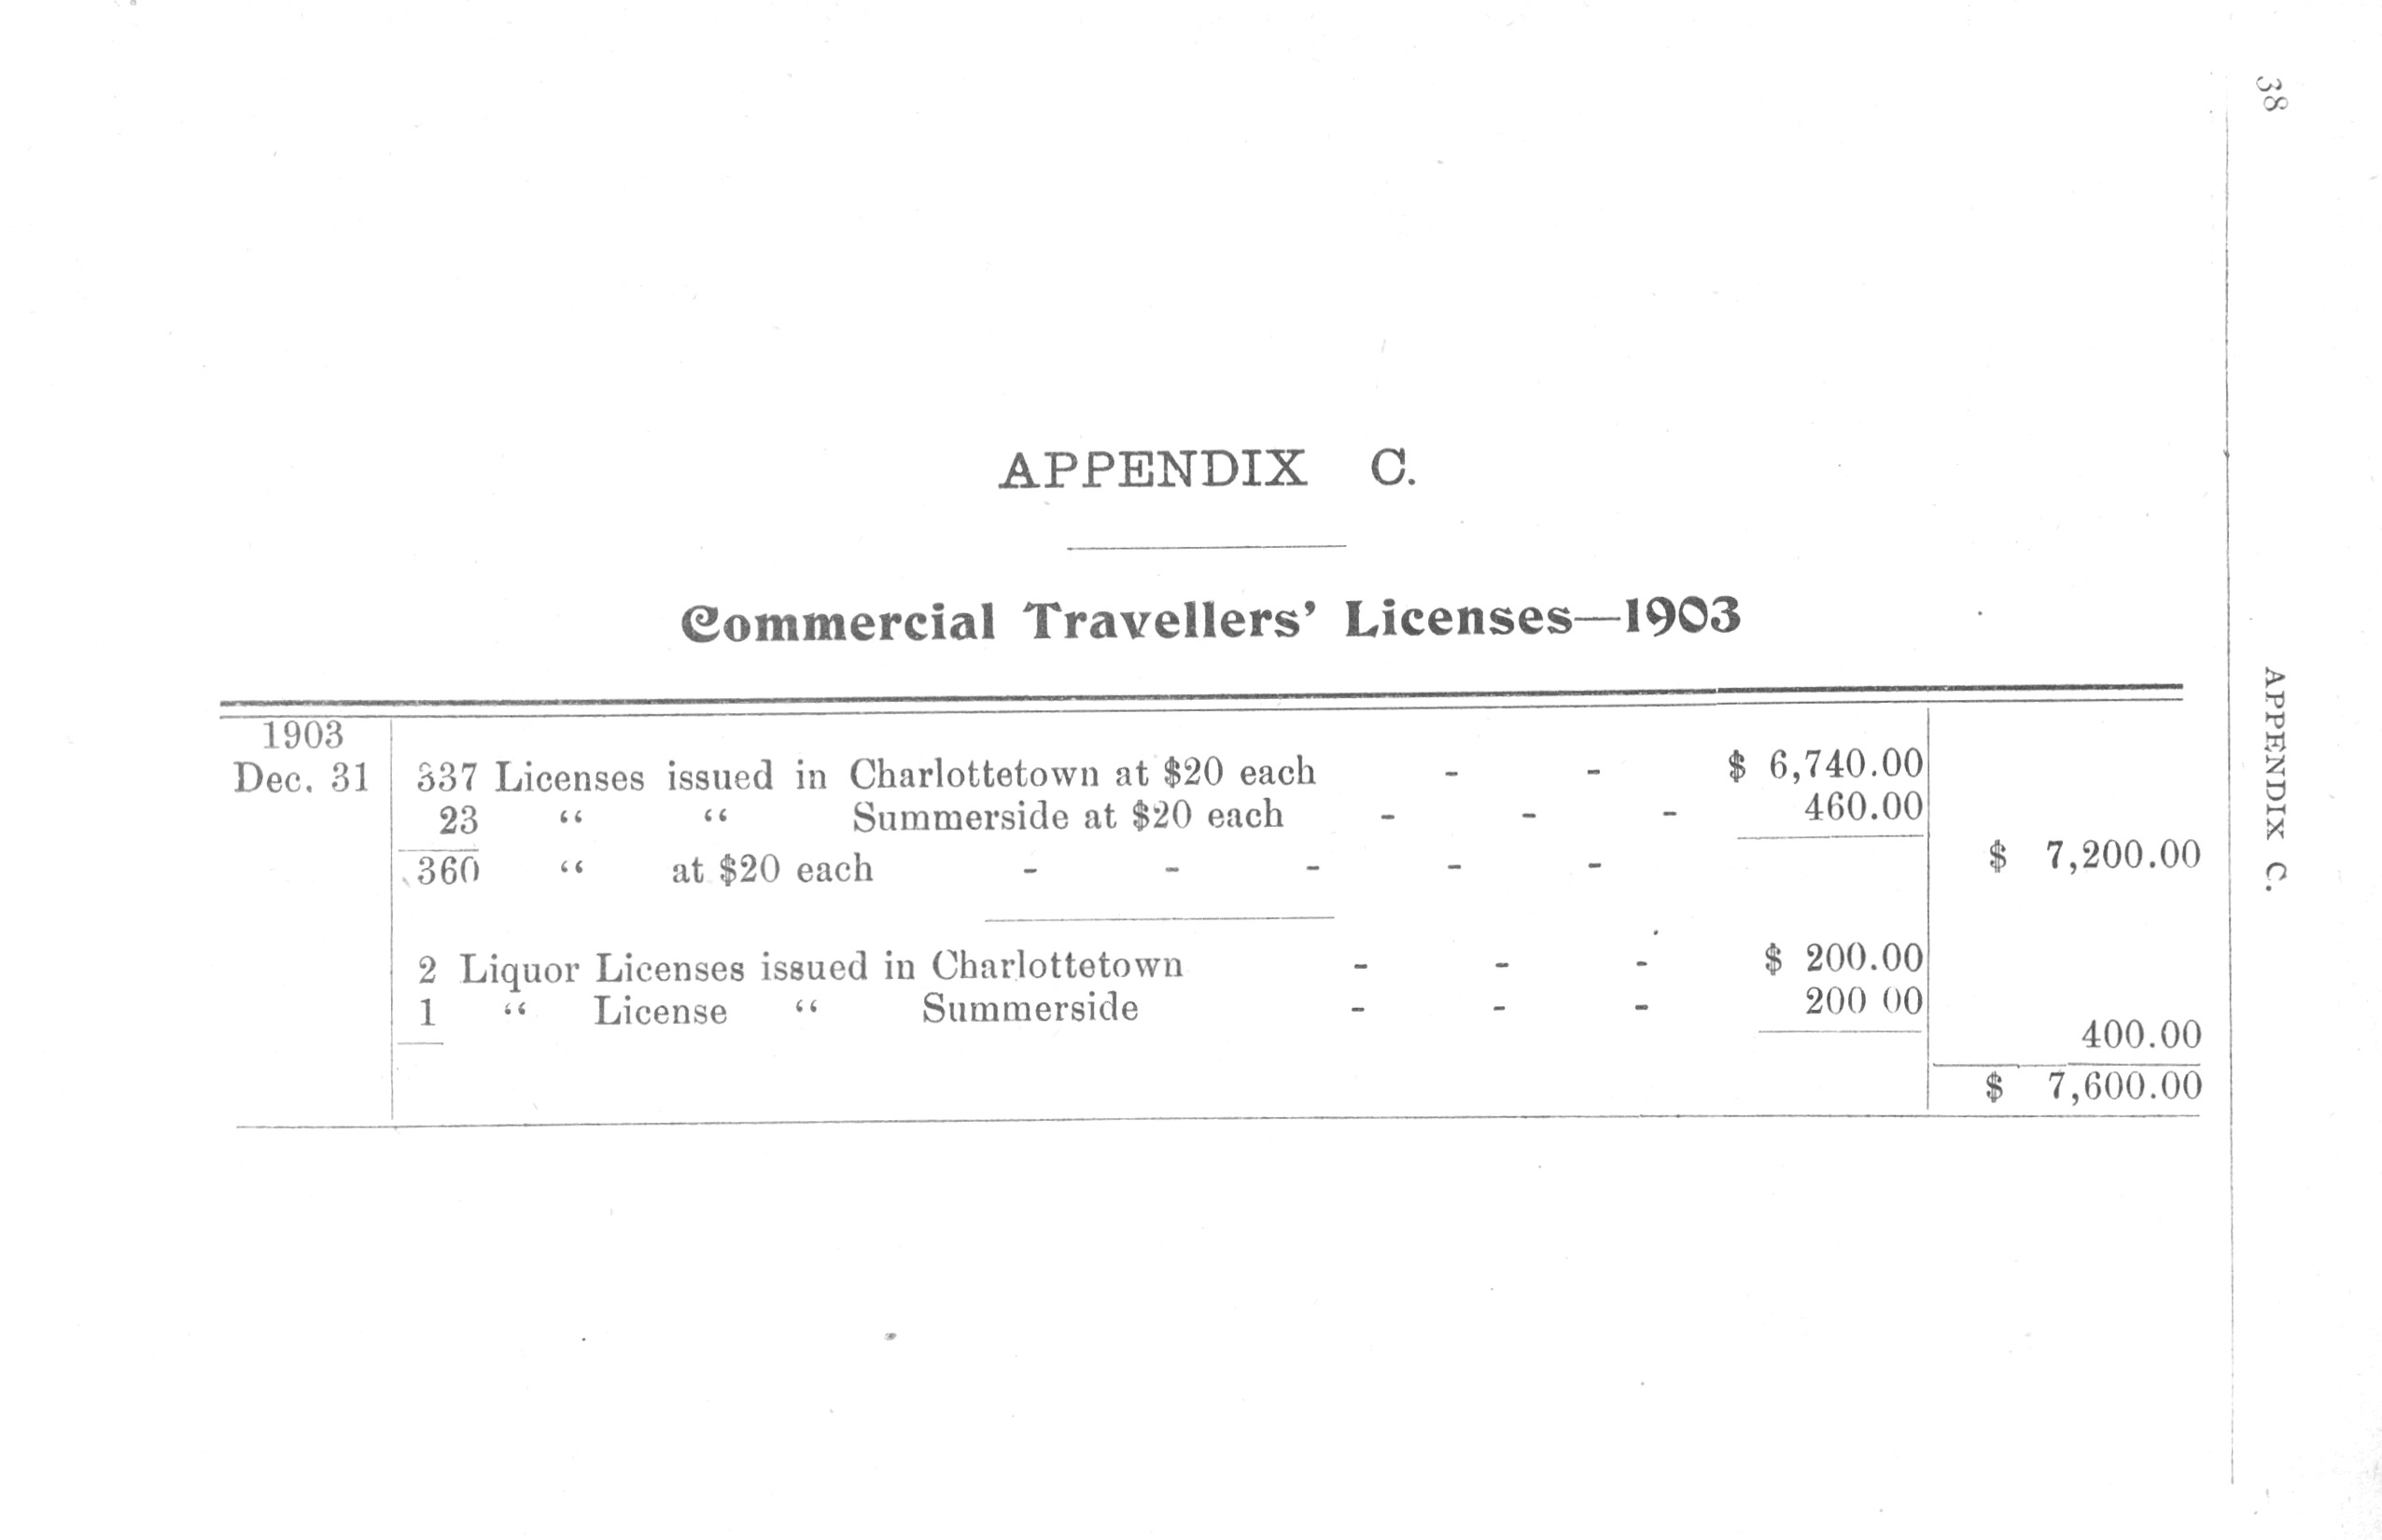 38
APPENDIX C.
APPENDIX C.
Commercial Travellers’ Licenses—1903
1903
Dec. 31 337 Licenses issued in Charlottetown at $20 each - - $ 6,740.00
23 “ “ Summerside at $20 each - - - 460.00
360 “ at $20 each - - - - - $ 7,200.00
2 Liquor Licenses issued in Charlottetown - - - $ 200.00
1 “ License “ Summerside - - - 200 00
400.00
$ 7,600.00